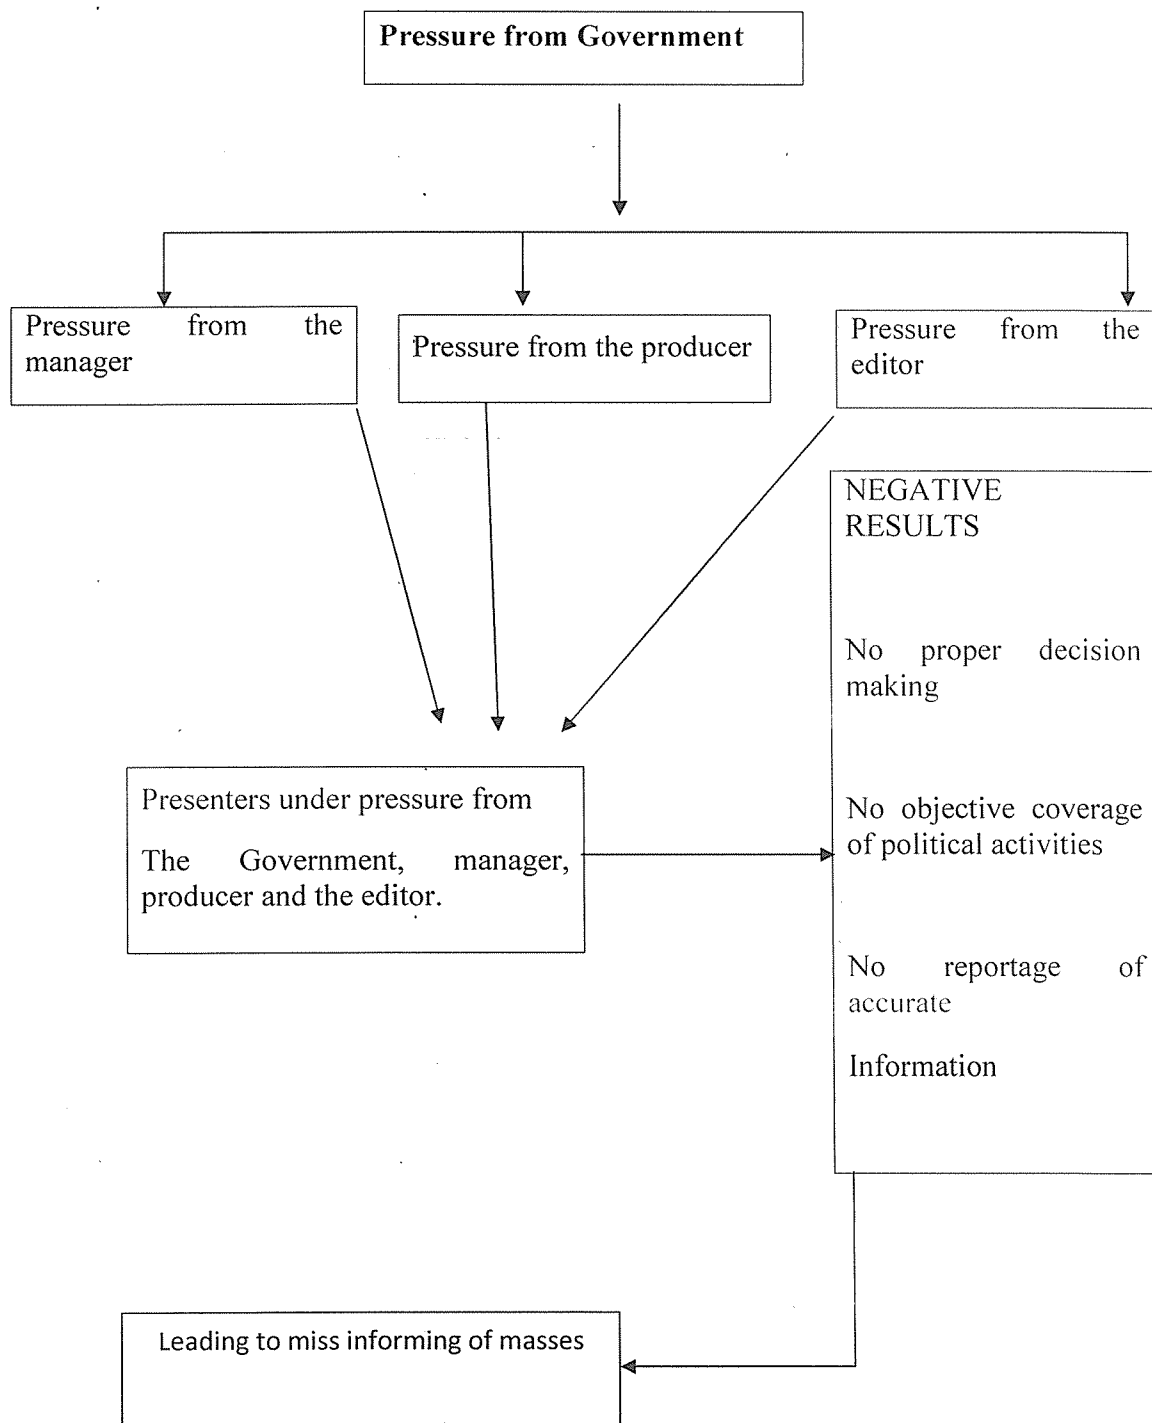 Pressure from Government
Pressure from the
manager
Pressure from the producer
Pressure from the
editor
NEGATIVE
RESULTS
No proper decision
making
No objective coverage
of political activities
No reportage of
accurate
Information
Presenters under pressure from
The Government, manager,
producer and the editor.
Leading to miss informing of masses